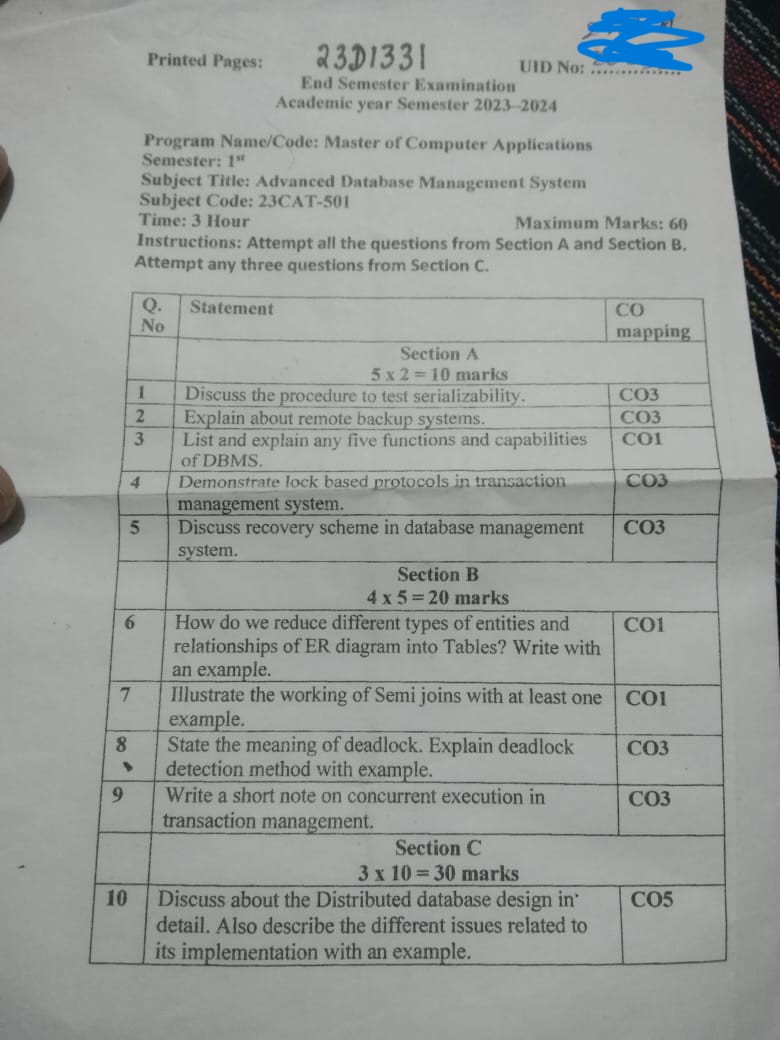 Printed Pages: 23D1331 UID No: ................
End Semester Examination
Academic year Semester 2023–2024
Program Name/Code: Master of Computer Applications
Semester: 1st
Subject Title: Advanced Database Management System
Subject Code: 23CAT-501
Time: 3 Hour Maximum Marks: 60
Instructions: Attempt all the questions from Section A and Section B.
Attempt any three questions from Section C.
Q. No Statement CO mapping
Section A
5 x 2 = 10 marks
1 Discuss the procedure to test serializability. CO3
2 Explain about remote backup systems. CO3
3 List and explain any five functions and capabilities CO1
of DBMS.
4 Demonstrate lock based protocols in transaction CO3
management system.
5 Discuss recovery scheme in database management CO3
system.
Section B
4 x 5 = 20 marks
6 How do we reduce different types of entities and CO1
relationships of ER diagram into Tables? Write with
an example.
7 Illustrate the working of Semi joins with at least one CO1
example.
8 State the meaning of deadlock. Explain deadlock CO3
detection method with example.
9 Write a short note on concurrent execution in CO3
transaction management.
Section C
3 x 10 = 30 marks
10 Discuss about the Distributed database design in CO5
detail. Also describe the different issues related to
its implementation with an example.